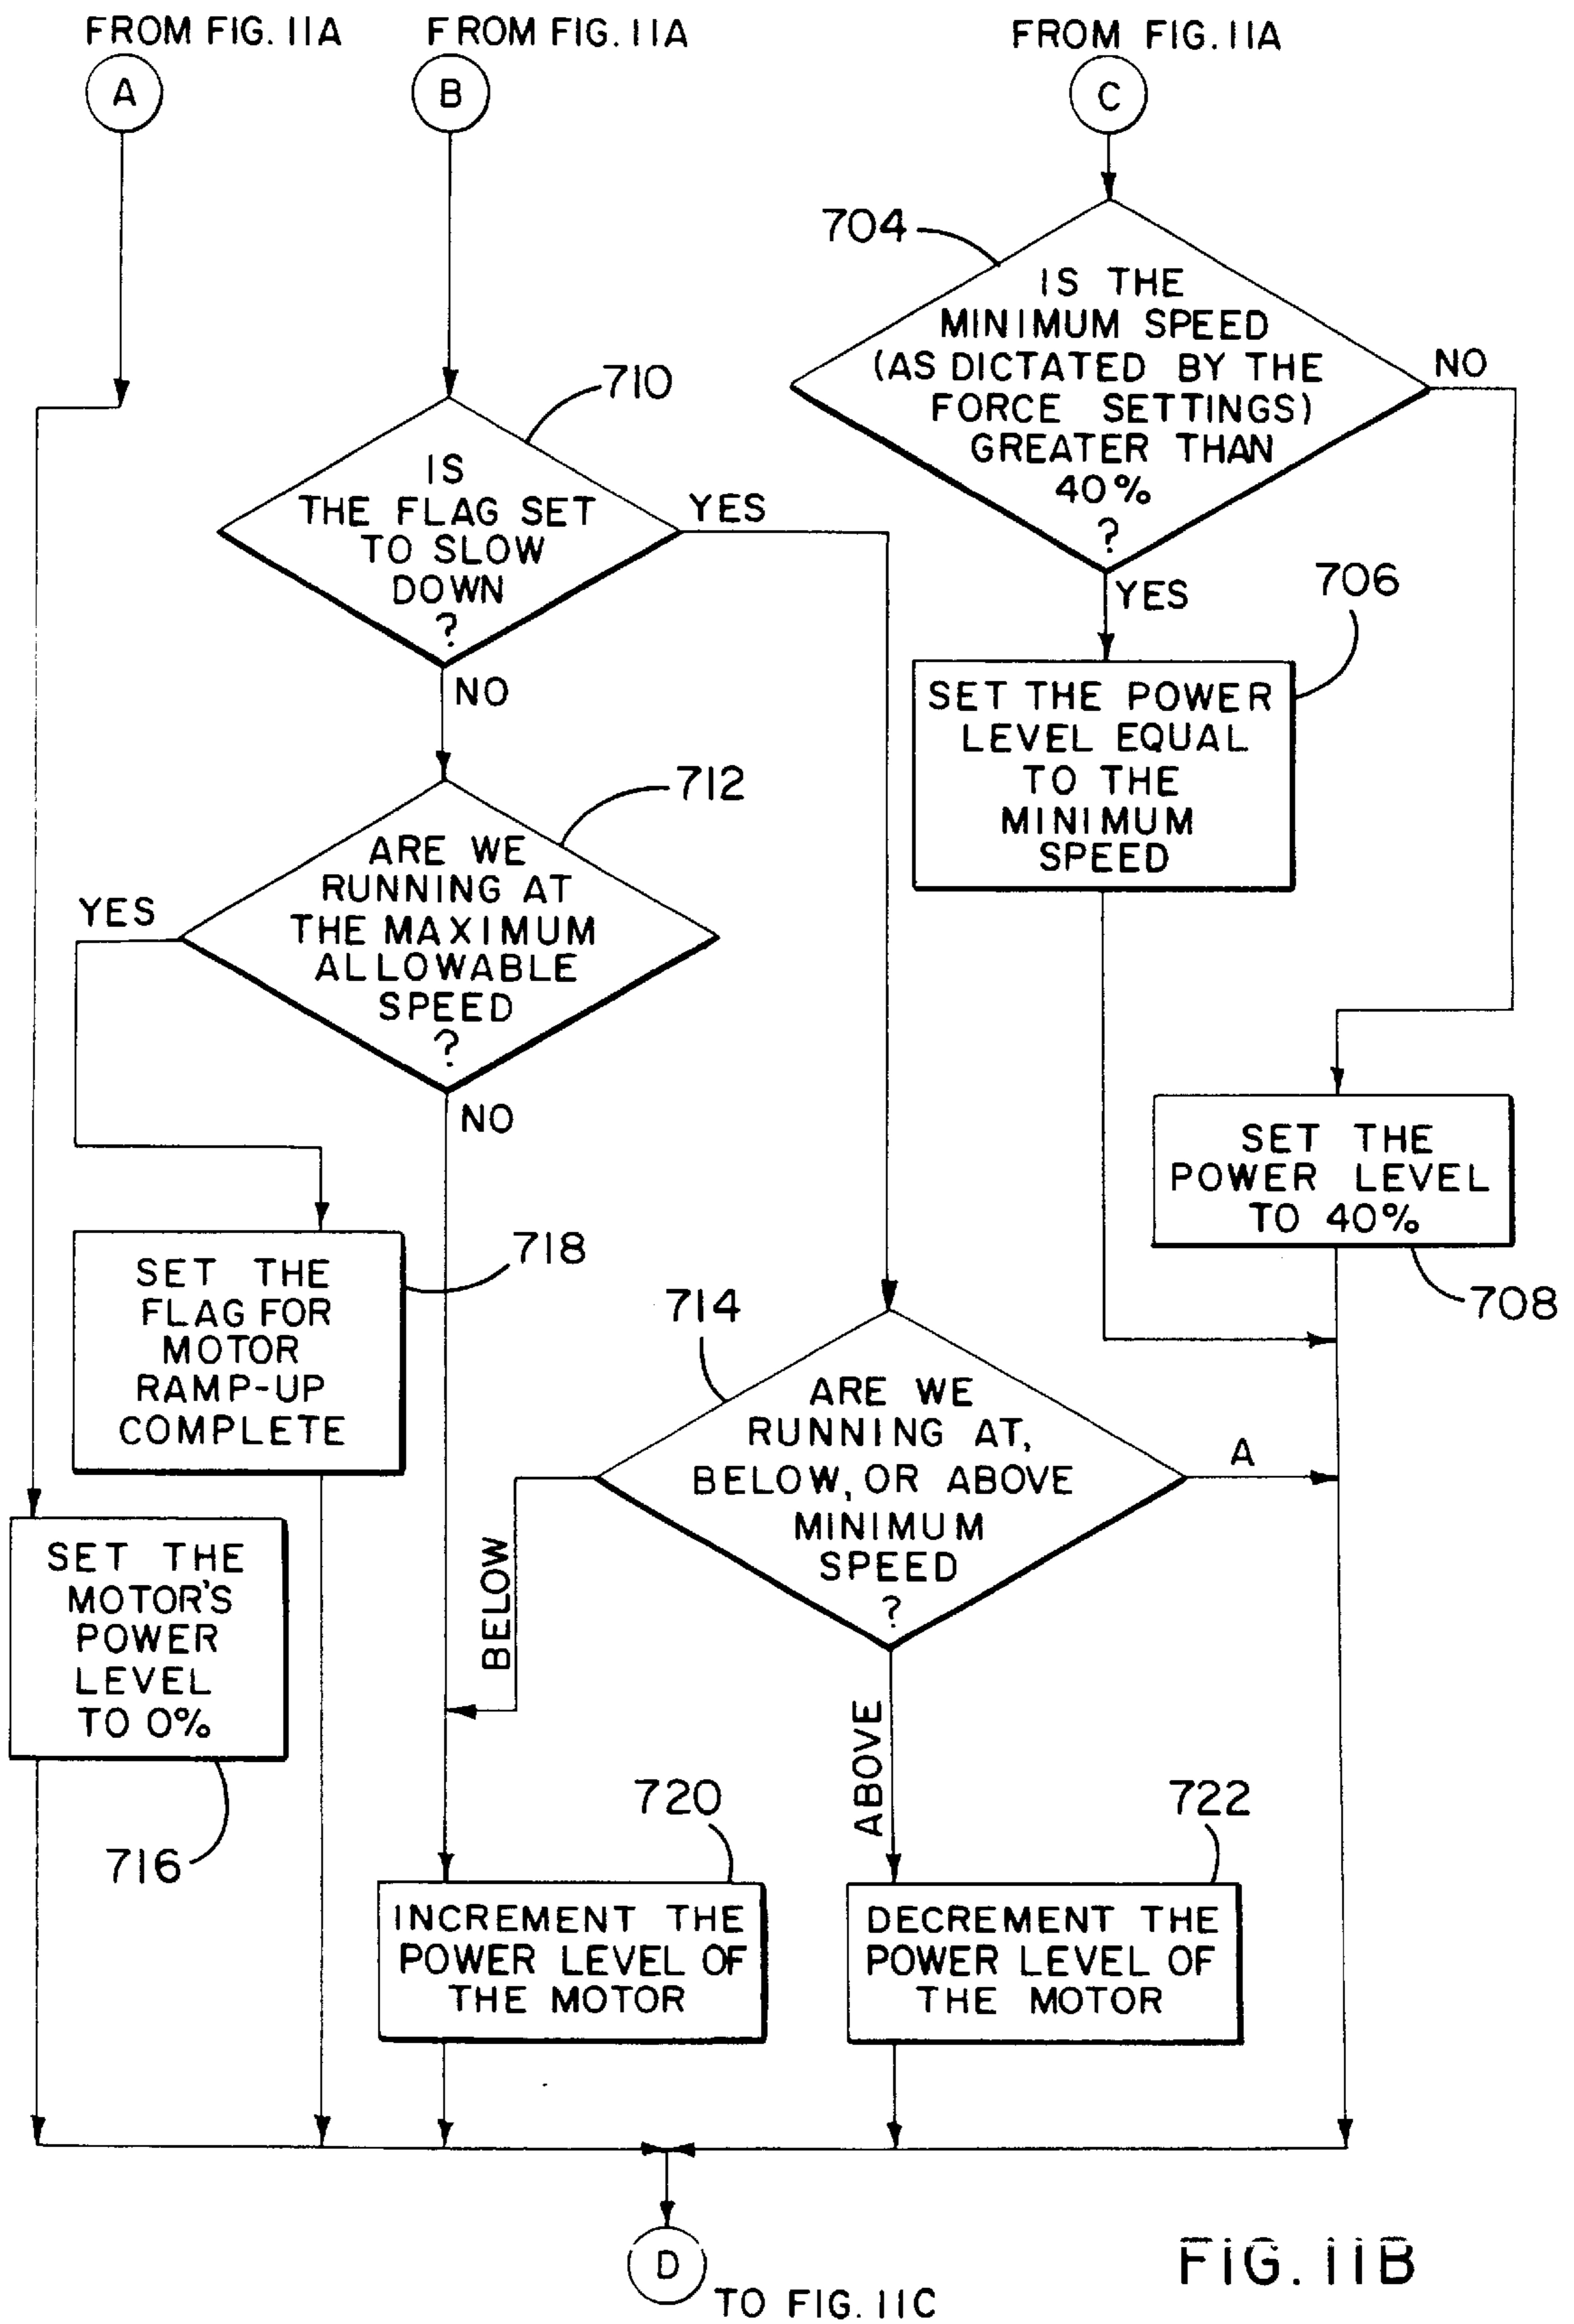 FROM FIG. 11A
FROM FIG. 11A
FROM FIG. 11A
A
B
C
704
IS THE
MINIMUM SPEED
(AS DICTATED BY THE
FORCE SETTINGS)
GREATER THAN
40%
?
NO
YES
710
IS
THE FLAG SET
TO SLOW
DOWN
?
YES
NO
706
SET THE POWER
LEVEL EQUAL
TO THE
MINIMUM
SPEED
712
ARE WE
RUNNING AT
THE MAXIMUM
ALLOWABLE
SPEED
?
YES
NO
SET THE
POWER LEVEL
TO 40%
708
718
SET THE
FLAG FOR
MOTOR
RAMP-UP
COMPLETE
714
ARE WE
RUNNING AT,
BELOW, OR ABOVE
MINIMUM
SPEED
?
A
BELOW
ABOVE
SET THE
MOTOR'S
POWER
LEVEL
TO 0%
716
720
INCREMENT THE
POWER LEVEL OF
THE MOTOR
722
DECREMENT THE
POWER LEVEL OF
THE MOTOR
D
TO FIG. 11C
FIG. 11B